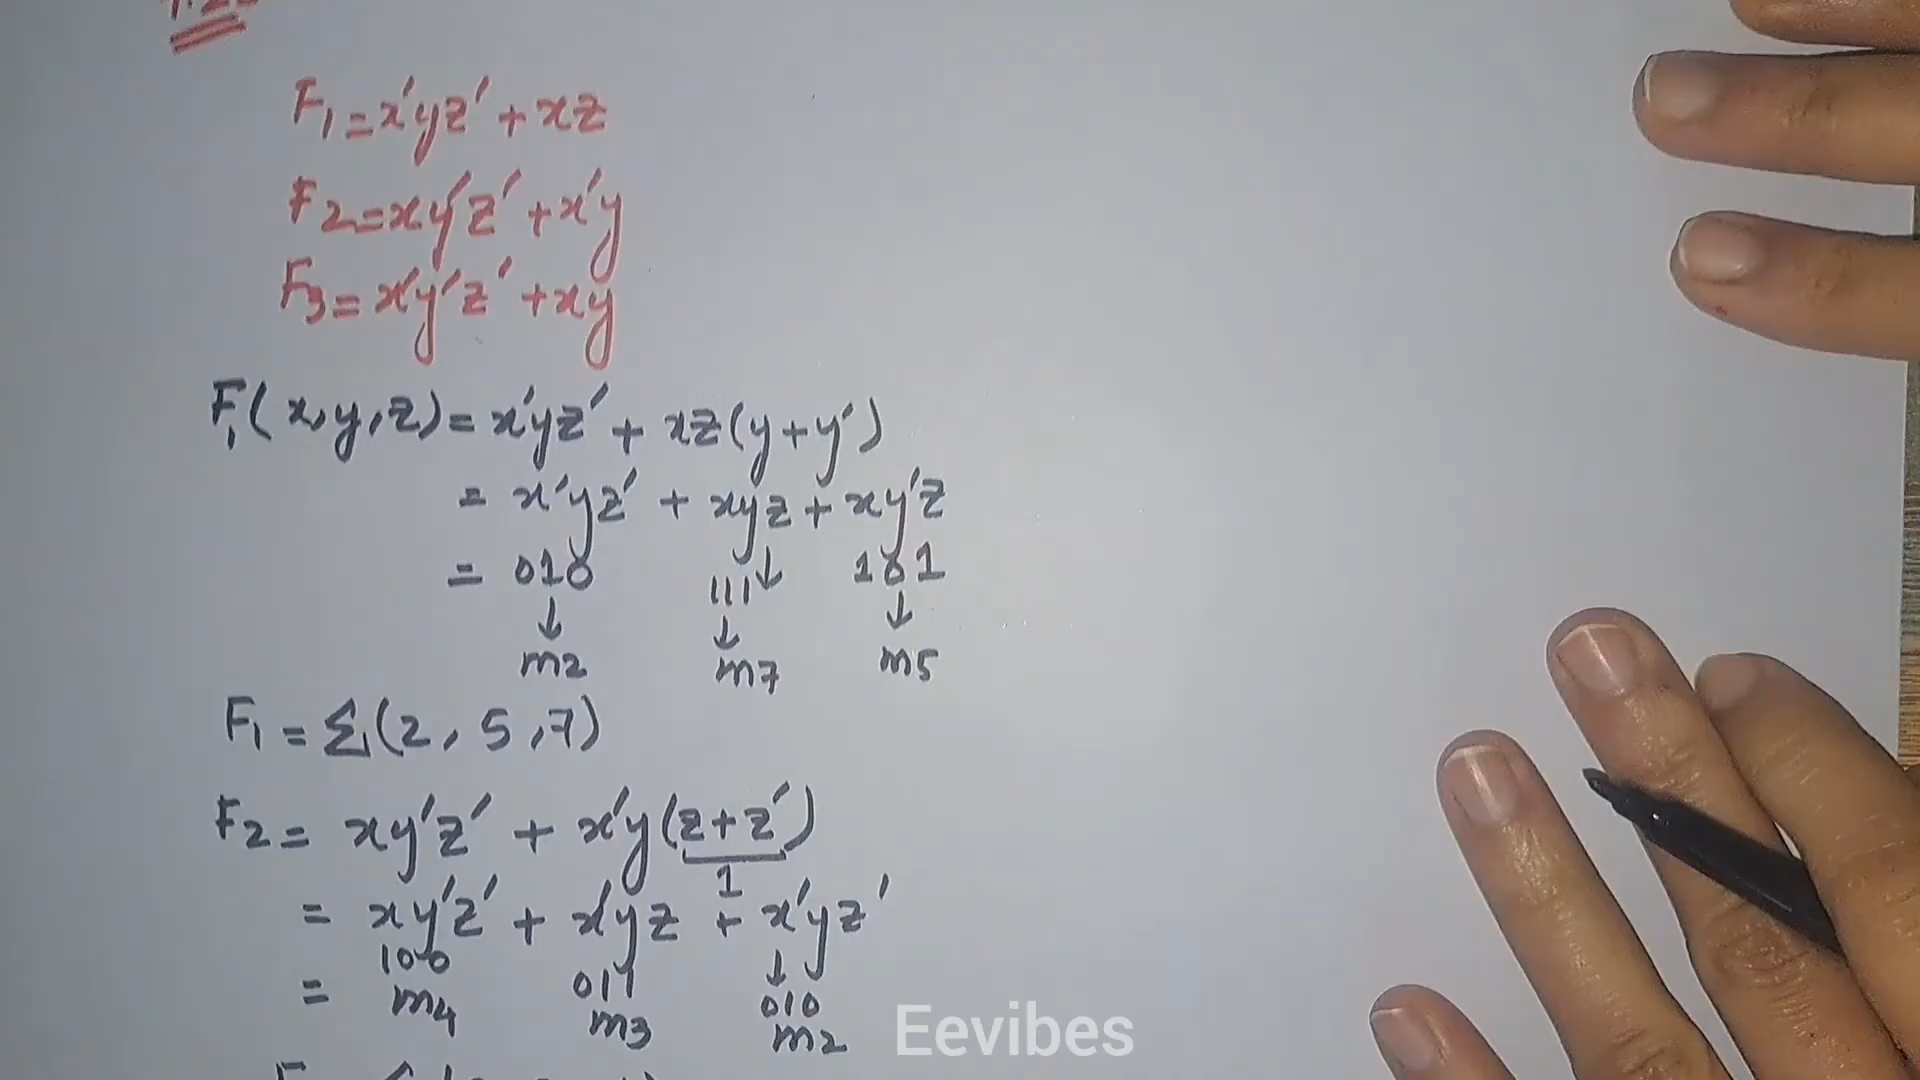 F₁ = x'yz' + xz
F₂ = xy'z' + x'y
F₃ = x'y'z' + xy
F₁(x,y,z) = x'yz' + xz(y+y')
= x'yz' + xyz + xy'z
= 010 111↓ 101
↓ ↓ ↓
m2 m7 m5
F₁ = Σ(2, 5, 7)
F₂ = xy'z' + x'y(z+z')
1
= xy'z' + x'yz + x'yz'
100 011 ↓ 010
= m4 m3 m2
Eevibes